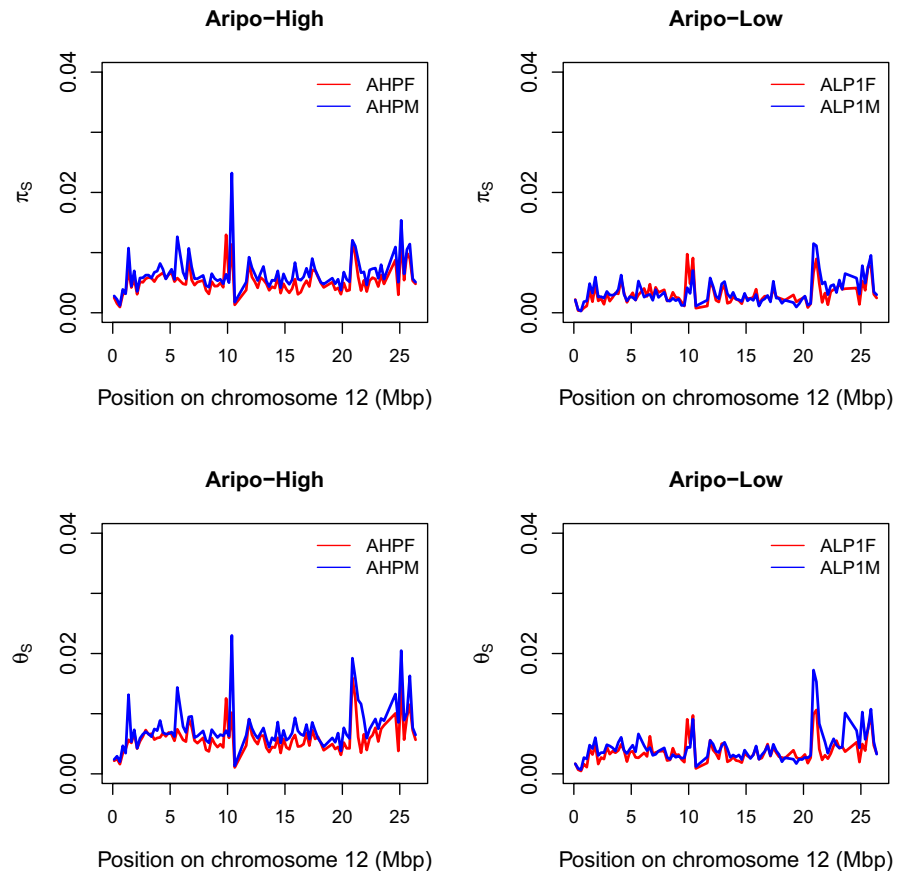 Aripo−High
Aripo−Low
0.04
0.02
0.00
πS
AHPF
AHPM
0 5 10 15 20 25
Position on chromosome 12 (Mbp)
0.04
0.02
0.00
πS
ALP1F
ALP1M
0 5 10 15 20 25
Position on chromosome 12 (Mbp)
Aripo−High
Aripo−Low
0.04
0.02
0.00
θS
AHPF
AHPM
0 5 10 15 20 25
Position on chromosome 12 (Mbp)
0.04
0.02
0.00
θS
ALP1F
ALP1M
0 5 10 15 20 25
Position on chromosome 12 (Mbp)